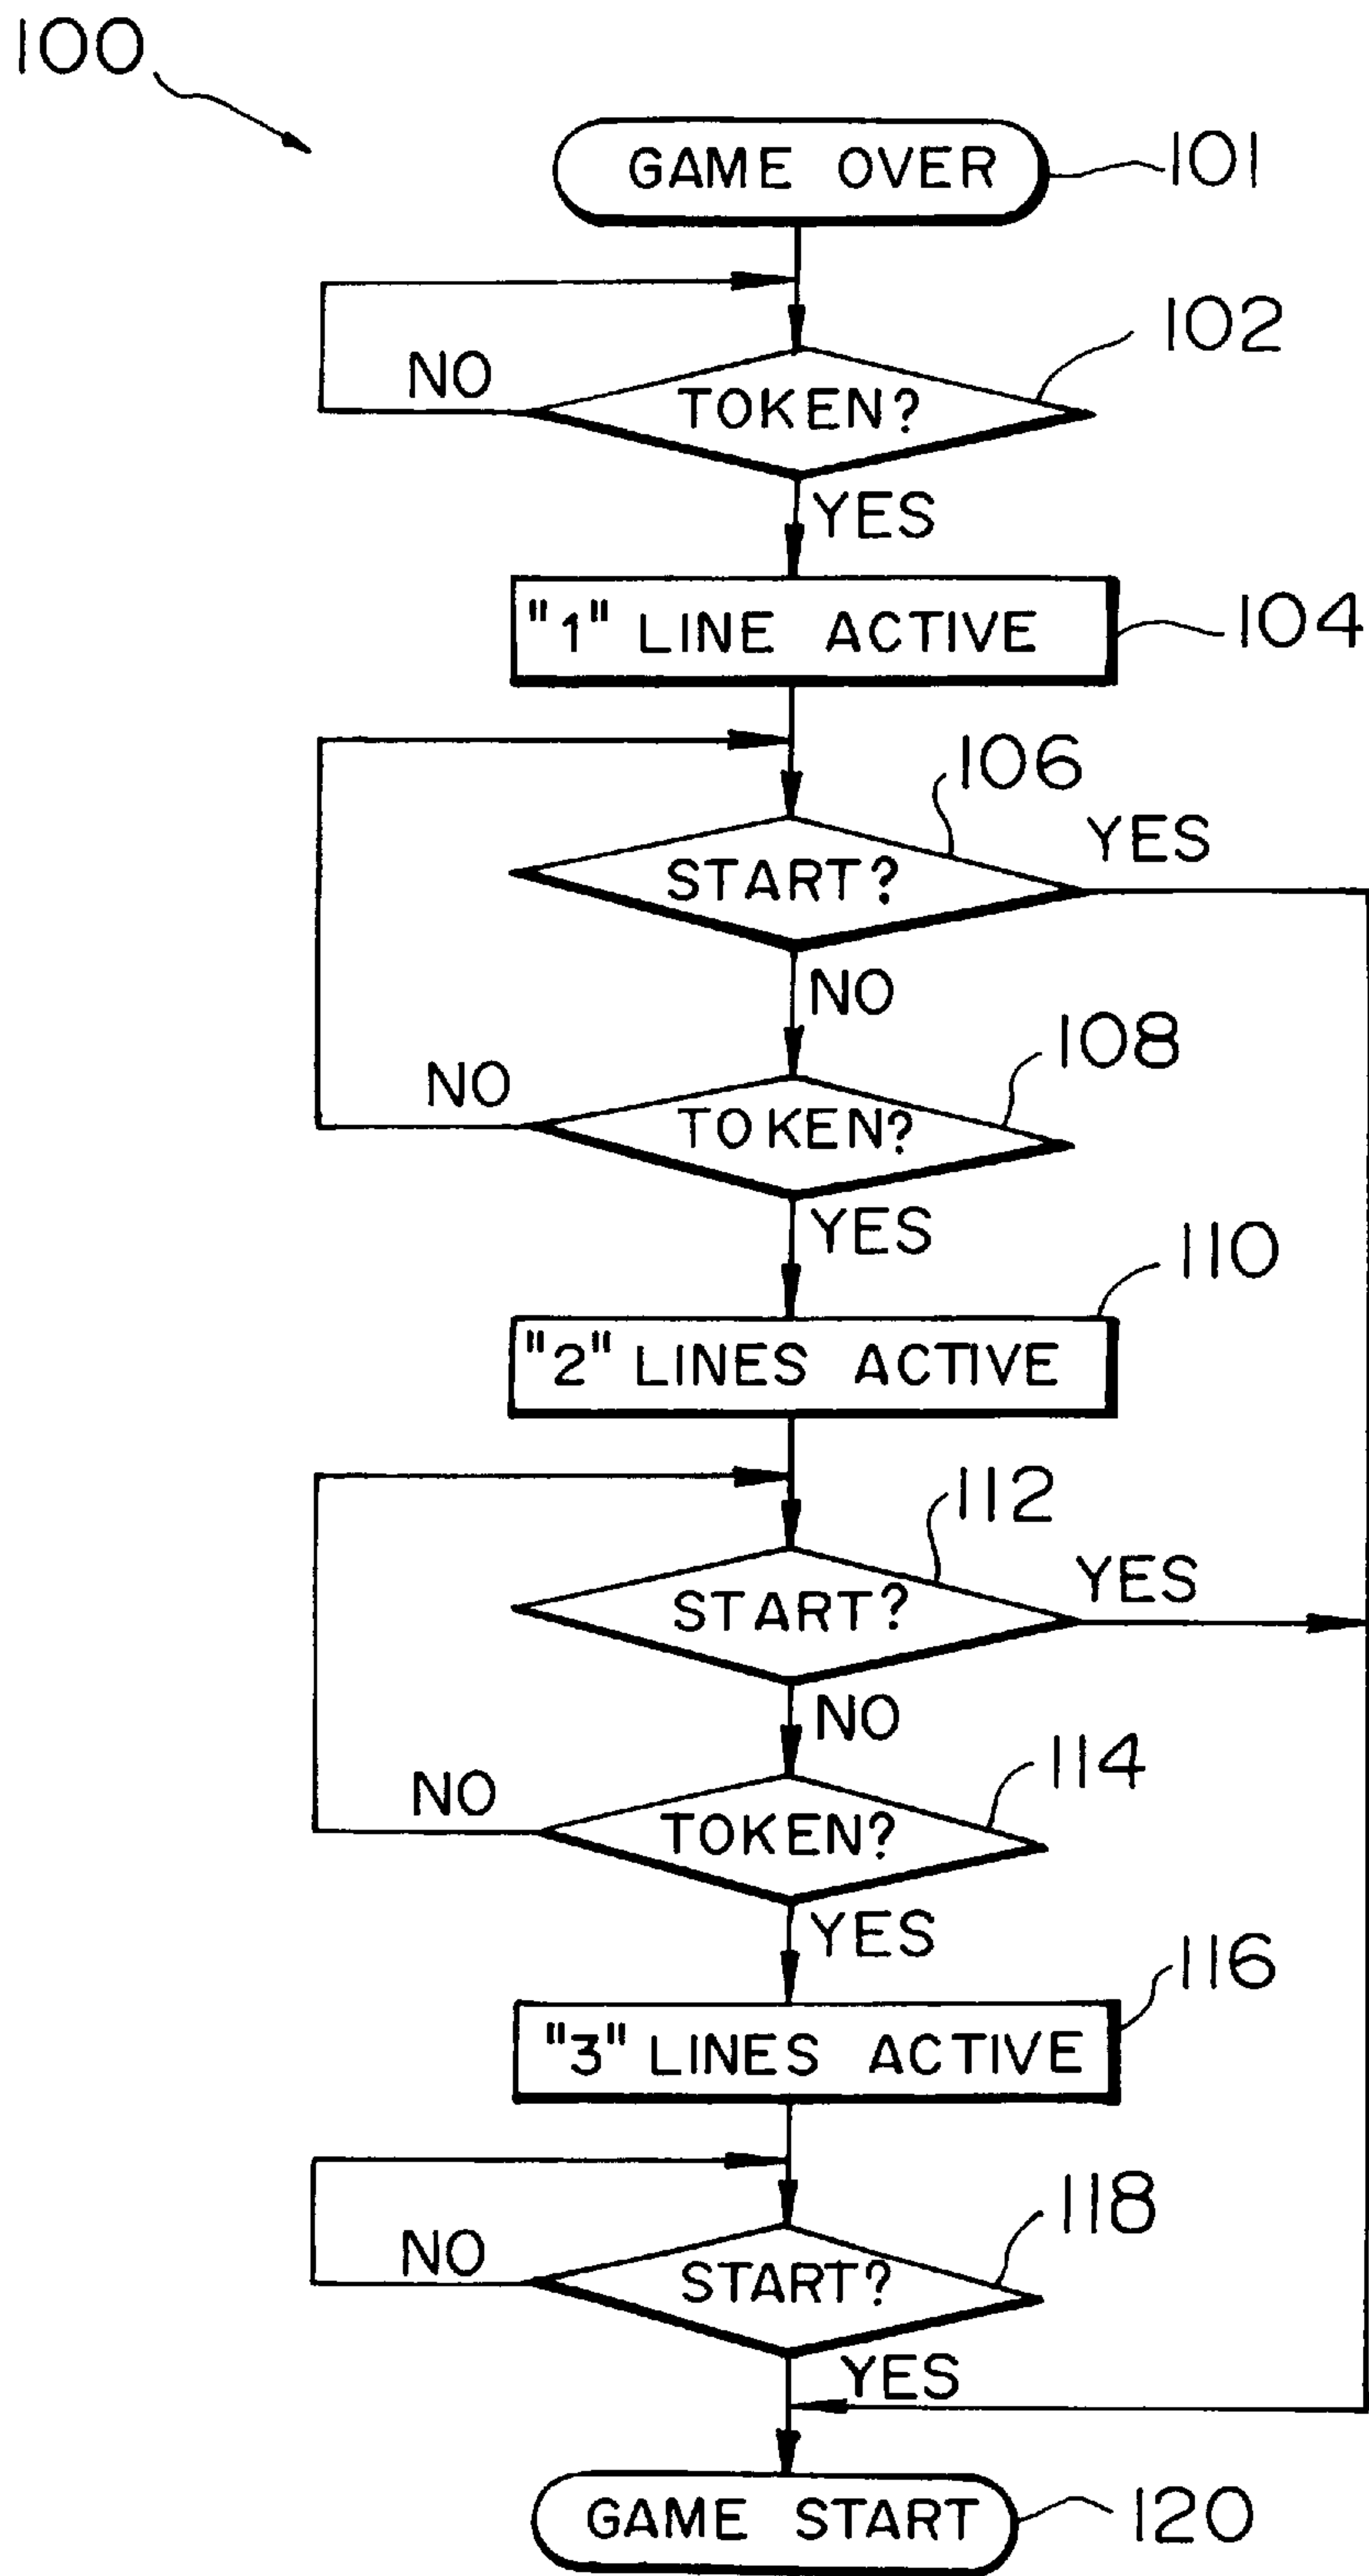 100
GAME OVER
101
102
NO
TOKEN?
YES
"1" LINE ACTIVE
104
106
YES
START?
NO
108
NO
TOKEN?
YES
110
"2" LINES ACTIVE
112
YES
START?
NO
114
NO
TOKEN?
YES
116
"3" LINES ACTIVE
118
NO
START?
YES
GAME START
120